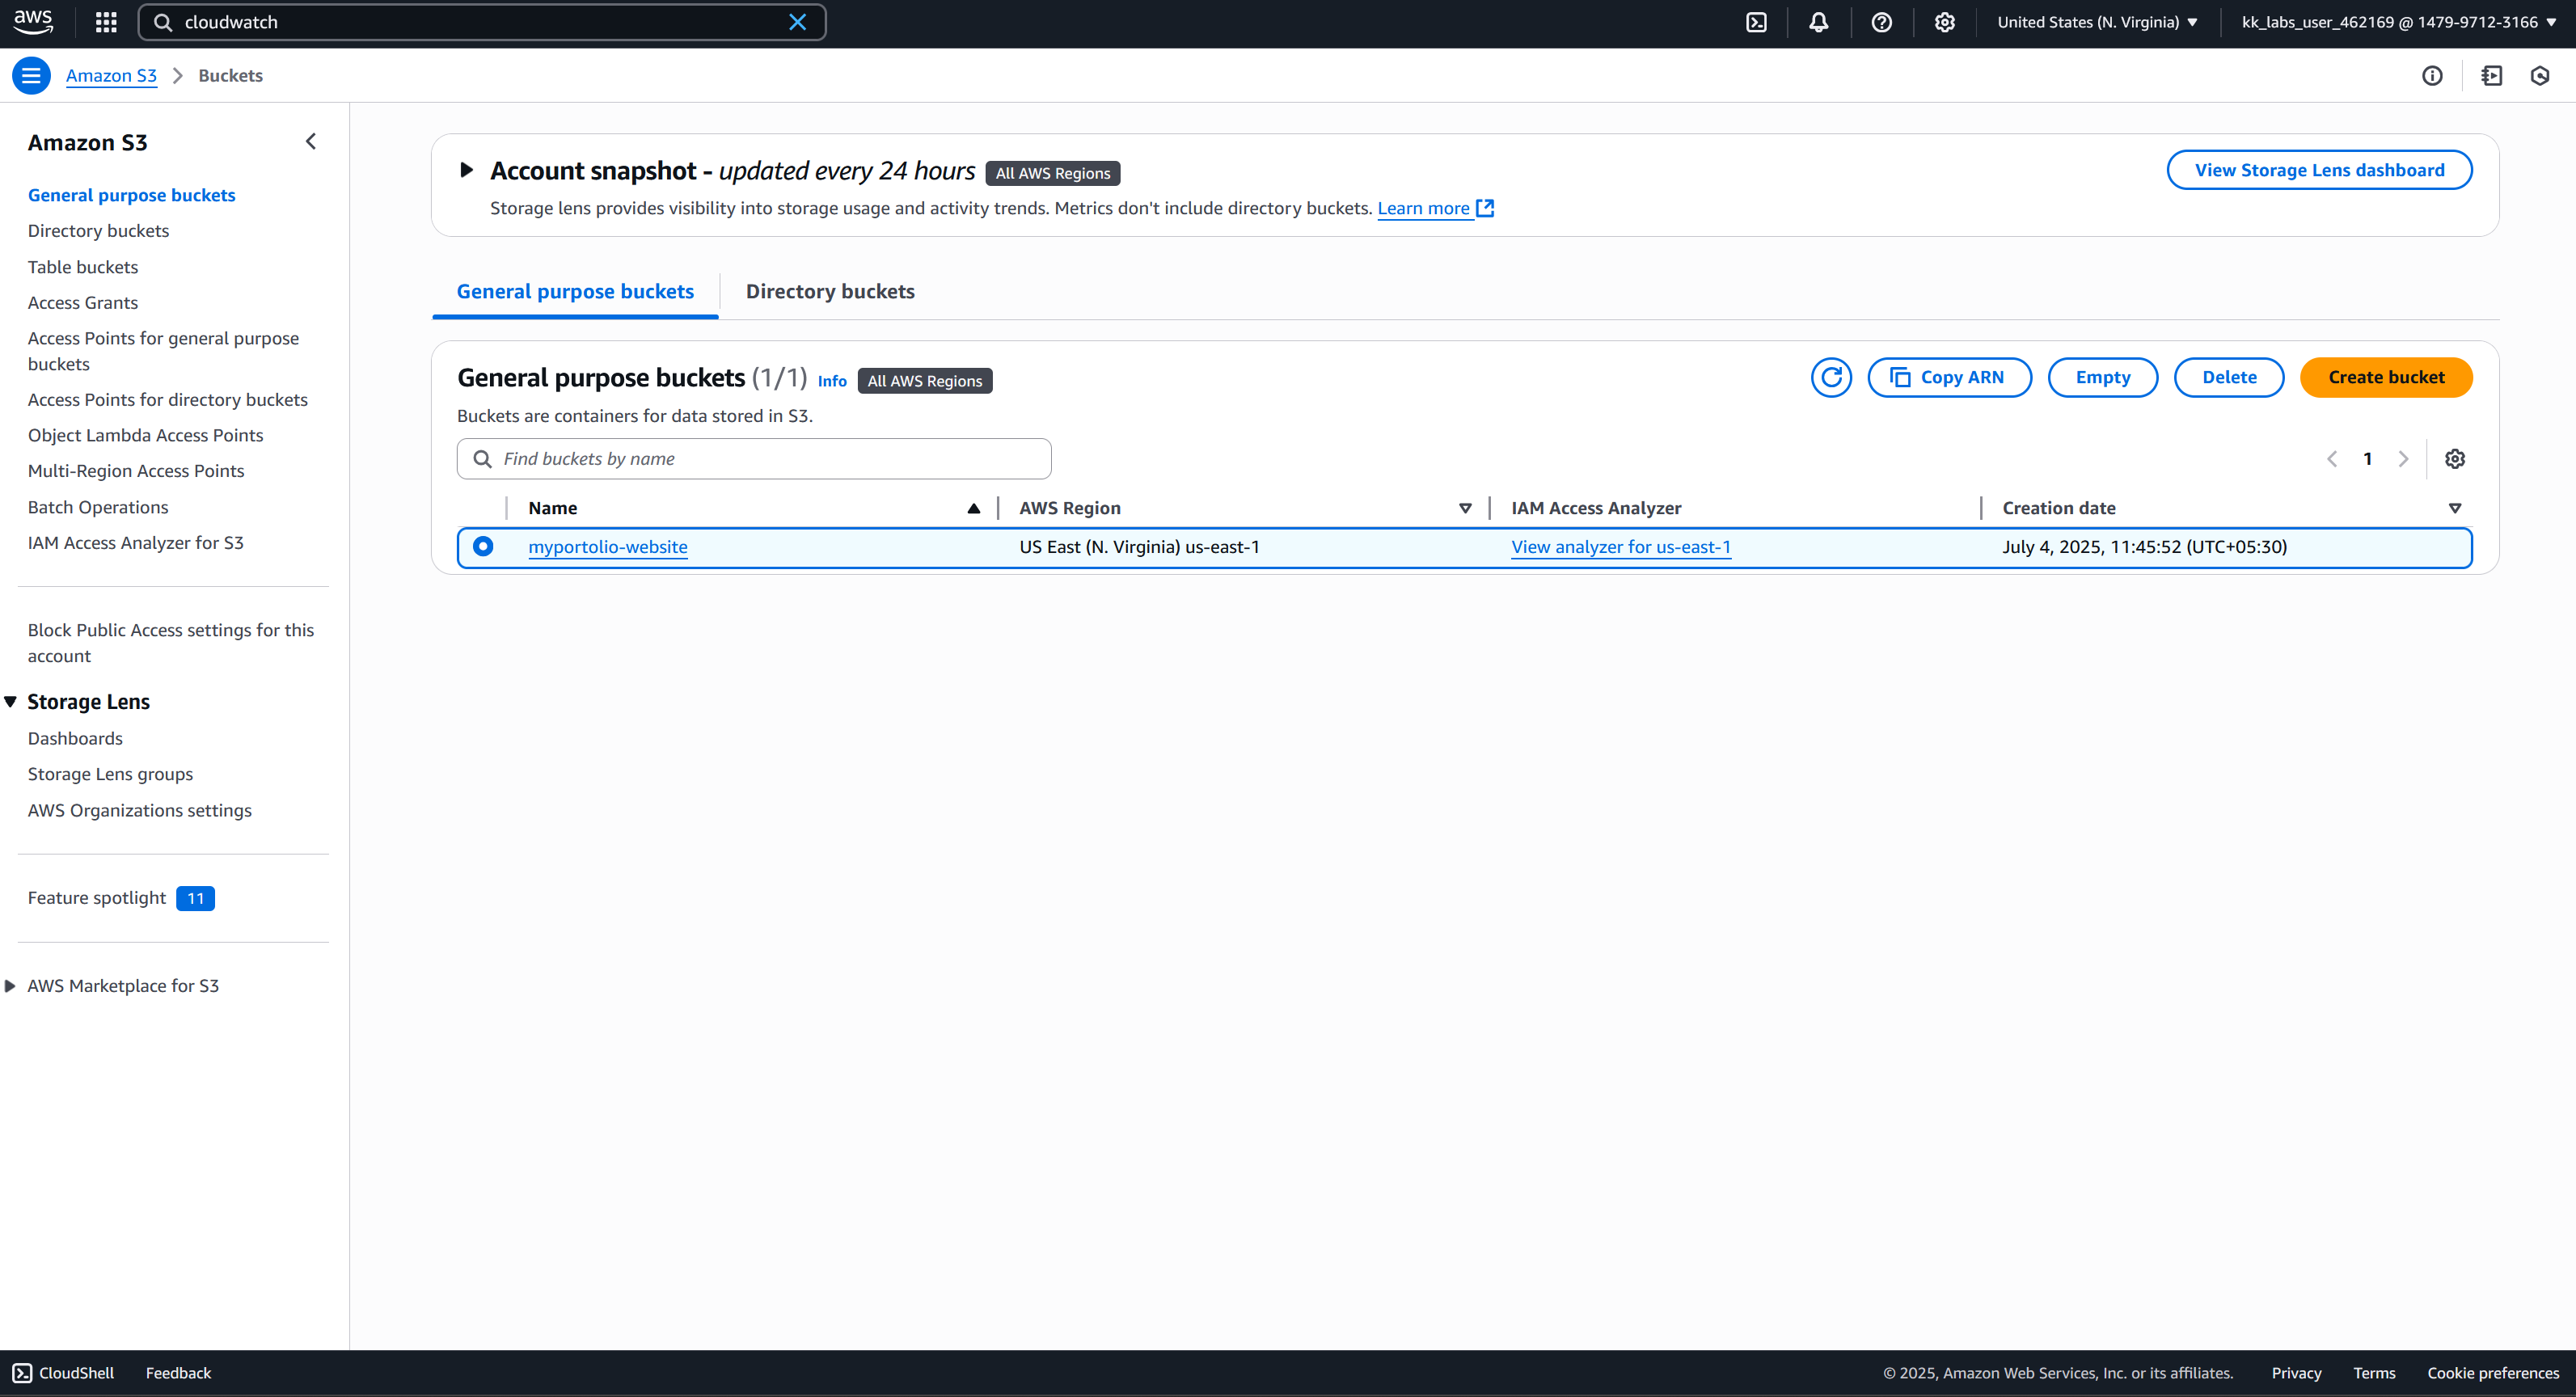 aws
cloudwatch
United States (N. Virginia)
kk_labs_user_462169 @ 1479-9712-3166
Amazon S3
Buckets
Amazon S3
General purpose buckets
Directory buckets
Table buckets
Access Grants
Access Points for general purpose
buckets
Access Points for directory buckets
Object Lambda Access Points
Multi-Region Access Points
Batch Operations
IAM Access Analyzer for S3
Block Public Access settings for this
account
Storage Lens
Dashboards
Storage Lens groups
AWS Organizations settings
Feature spotlight 11
AWS Marketplace for S3
Account snapshot - updated every 24 hours All AWS Regions
View Storage Lens dashboard
Storage lens provides visibility into storage usage and activity trends. Metrics don't include directory buckets. Learn more
General purpose buckets
Directory buckets
General purpose buckets (1/1) Info All AWS Regions
Copy ARN
Empty
Delete
Create bucket
Buckets are containers for data stored in S3.
Find buckets by name
1
Name
AWS Region
IAM Access Analyzer
Creation date
myportolio-website
US East (N. Virginia) us-east-1
View analyzer for us-east-1
July 4, 2025, 11:45:52 (UTC+05:30)
CloudShell
Feedback
© 2025, Amazon Web Services, Inc. or its affiliates.
Privacy
Terms
Cookie preferences